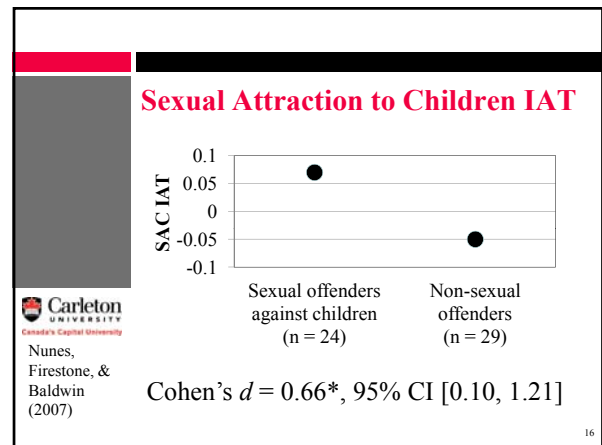 Sexual Attraction to Children IAT
SAC IAT
0.1
0.05
0
-0.05
-0.1
Sexual offenders
against children
(n = 24)
Non-sexual
offenders
(n = 29)
Carleton
UNIVERSITY
Canada's Capital University
Nunes,
Firestone, &
Baldwin
(2007)
Cohen's d = 0.66*, 95% CI [0.10, 1.21]
16